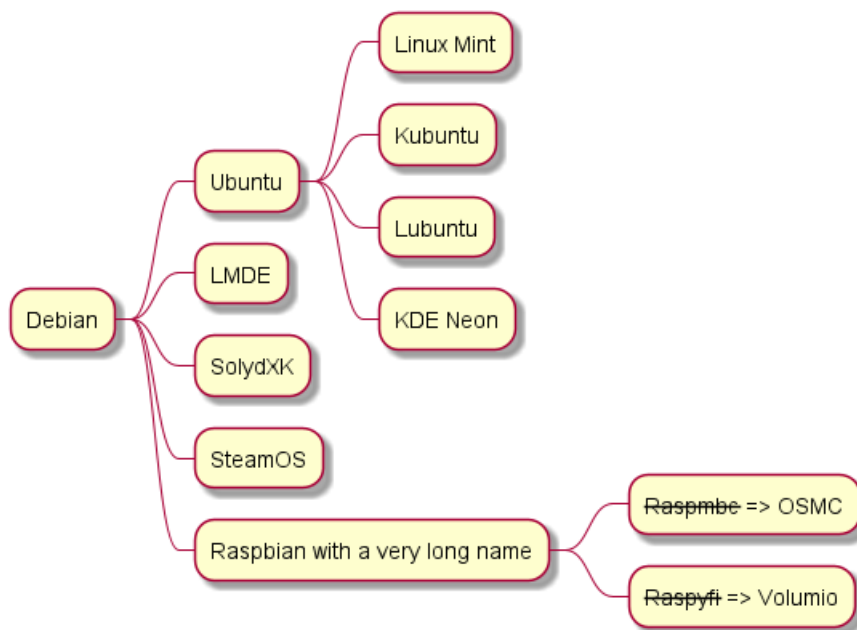 Debian
Ubuntu
Linux Mint
Kubuntu
Lubuntu
KDE Neon
LMDE
SolydXK
SteamOS
Raspbian with a very long name
Raspmbc => OSMC
Raspyfi => Volumio